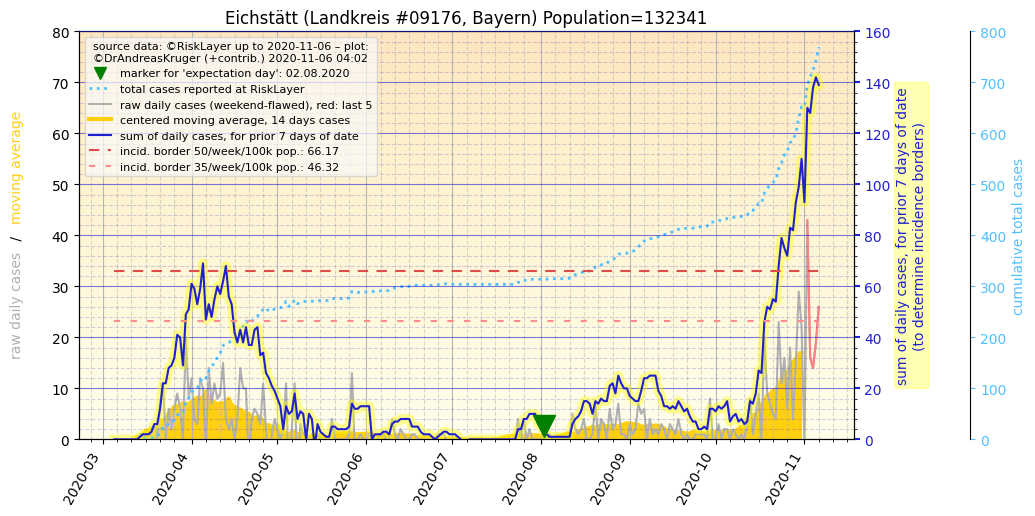 Eichstätt (Landkreis #09176, Bayern) Population=132341
source data: ©RiskLayer up to 2020-11-06 – plot:
©DrAndreasKruger (+contrib.) 2020-11-06 04:02
marker for 'expectation day': 02.08.2020
total cases reported at RiskLayer
raw daily cases (weekend-flawed), red: last 5
centered moving average, 14 days cases
sum of daily cases, for prior 7 days of date
incid. border 50/week/100k pop.: 66.17
incid. border 35/week/100k pop.: 46.32
raw daily cases / moving average
80
70
60
50
40
30
20
10
0
160
140
120
100
80
60
40
20
0
sum of daily cases, for prior 7 days of date
(to determine incidence borders)
800
700
600
500
400
300
200
100
0
cumulative total cases
2020-03
2020-04
2020-05
2020-06
2020-07
2020-08
2020-09
2020-10
2020-11